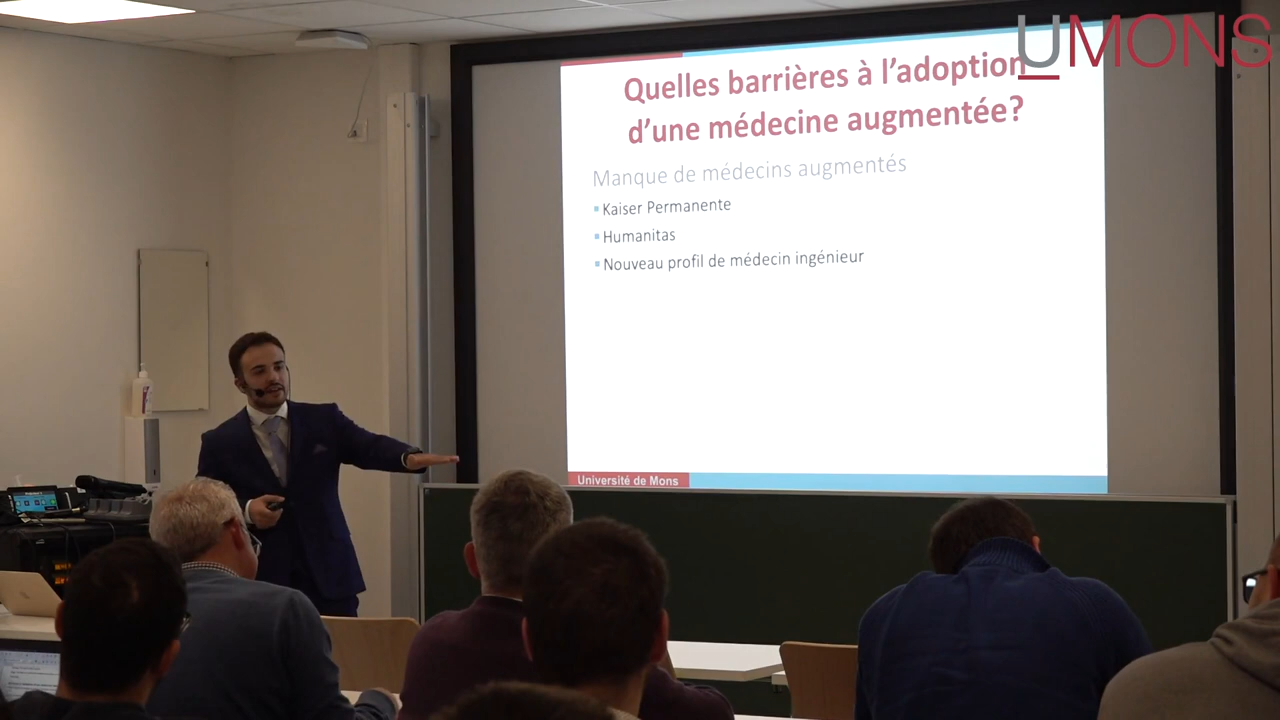 UMONS
Quelles barrières à l'adoption
d'une médecine augmentée?
Manque de médecins augmentés
Kaiser Permanente
Humanitas
Nouveau profil de médecin ingénieur
Université de Mons